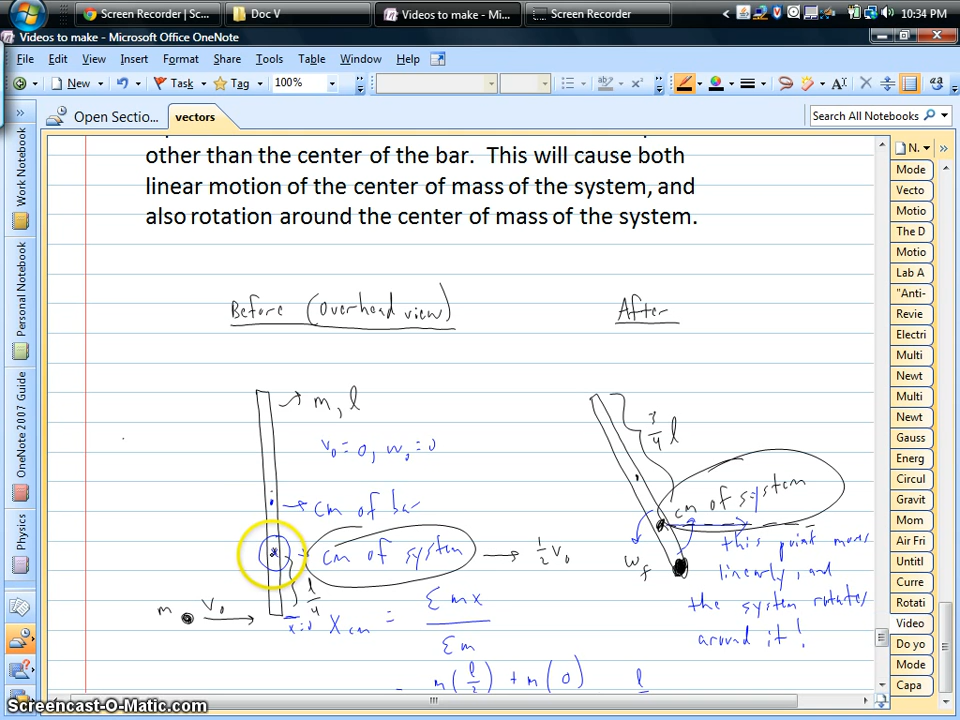 Screen Recorder | Sc...
Doc V
Videos to make - Mi...
Screen Recorder
10:34 PM
Videos to make - Microsoft Office OneNote
File Edit View Insert Format Share Tools Table Window Help
New Task Tag 100%
Open Sectio...
vectors
Search All Notebooks
other than the center of the bar. This will cause both
linear motion of the center of mass of the system, and
also rotation around the center of mass of the system.
Before (Overhead view)
After
m, l
v₀ = 0, w₀ = 0
cm of bar
cm of system
1/2 v₀
l/4
m
v₀
x=0
Xcm = Σmx / Σm
m(l/2) + m(0)
l
3/4 l
cm of system
wf
this point moves
linearly, and
the system rotates
around it!
Work Notebook
Personal Notebook
OneNote 2007 Guide
Physics
N.
Mode
Vecto
Motio
The D
Motio
Lab A
"Anti-
Revie
Electri
Multi
Newt
Multi
Newt
Gauss
Energ
Circul
Gravit
Mom
Air Fri
Untitl
Curre
Rotati
Video
Do yo
Mode
Capa
Screencast-O-Matic.com